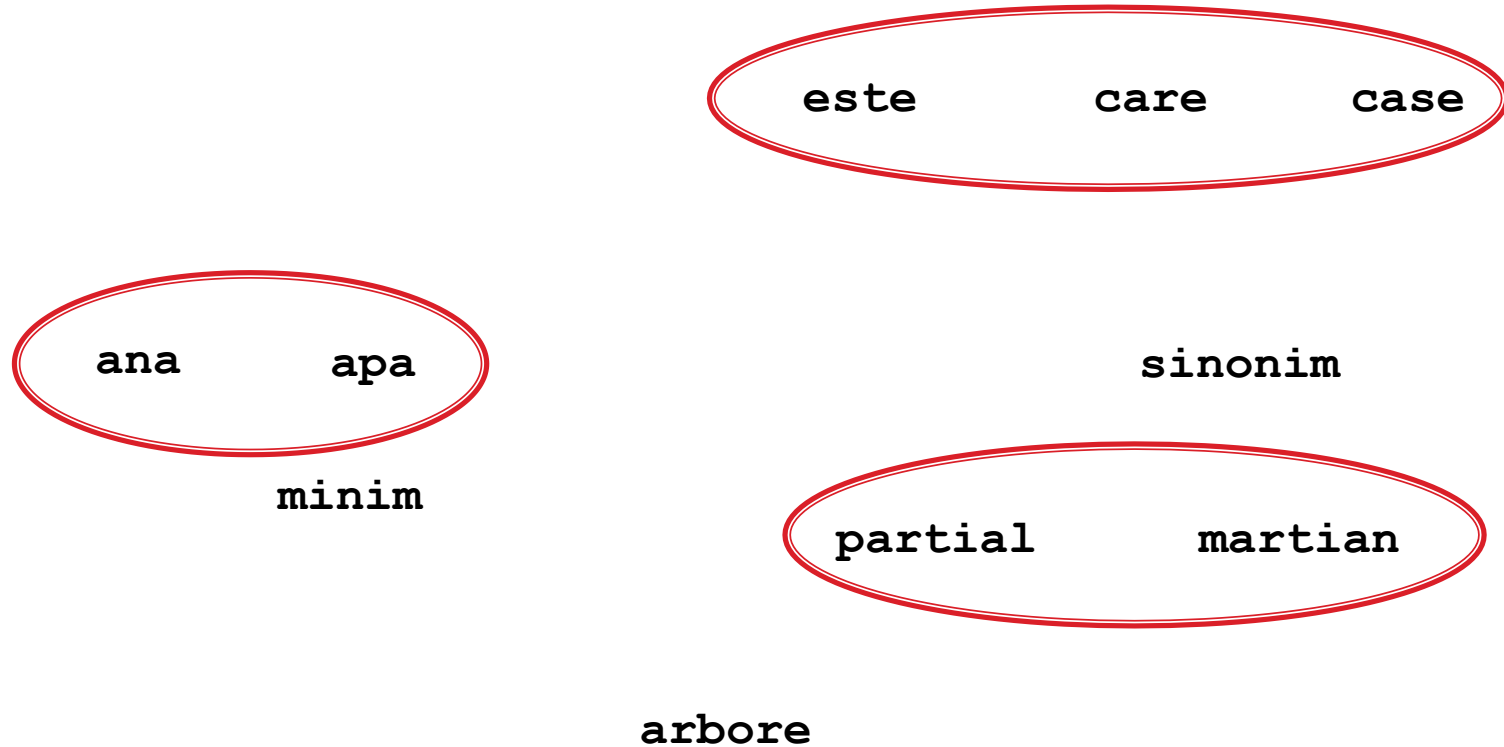 este care case
ana apa
sinonim
minim
partial martian
arbore